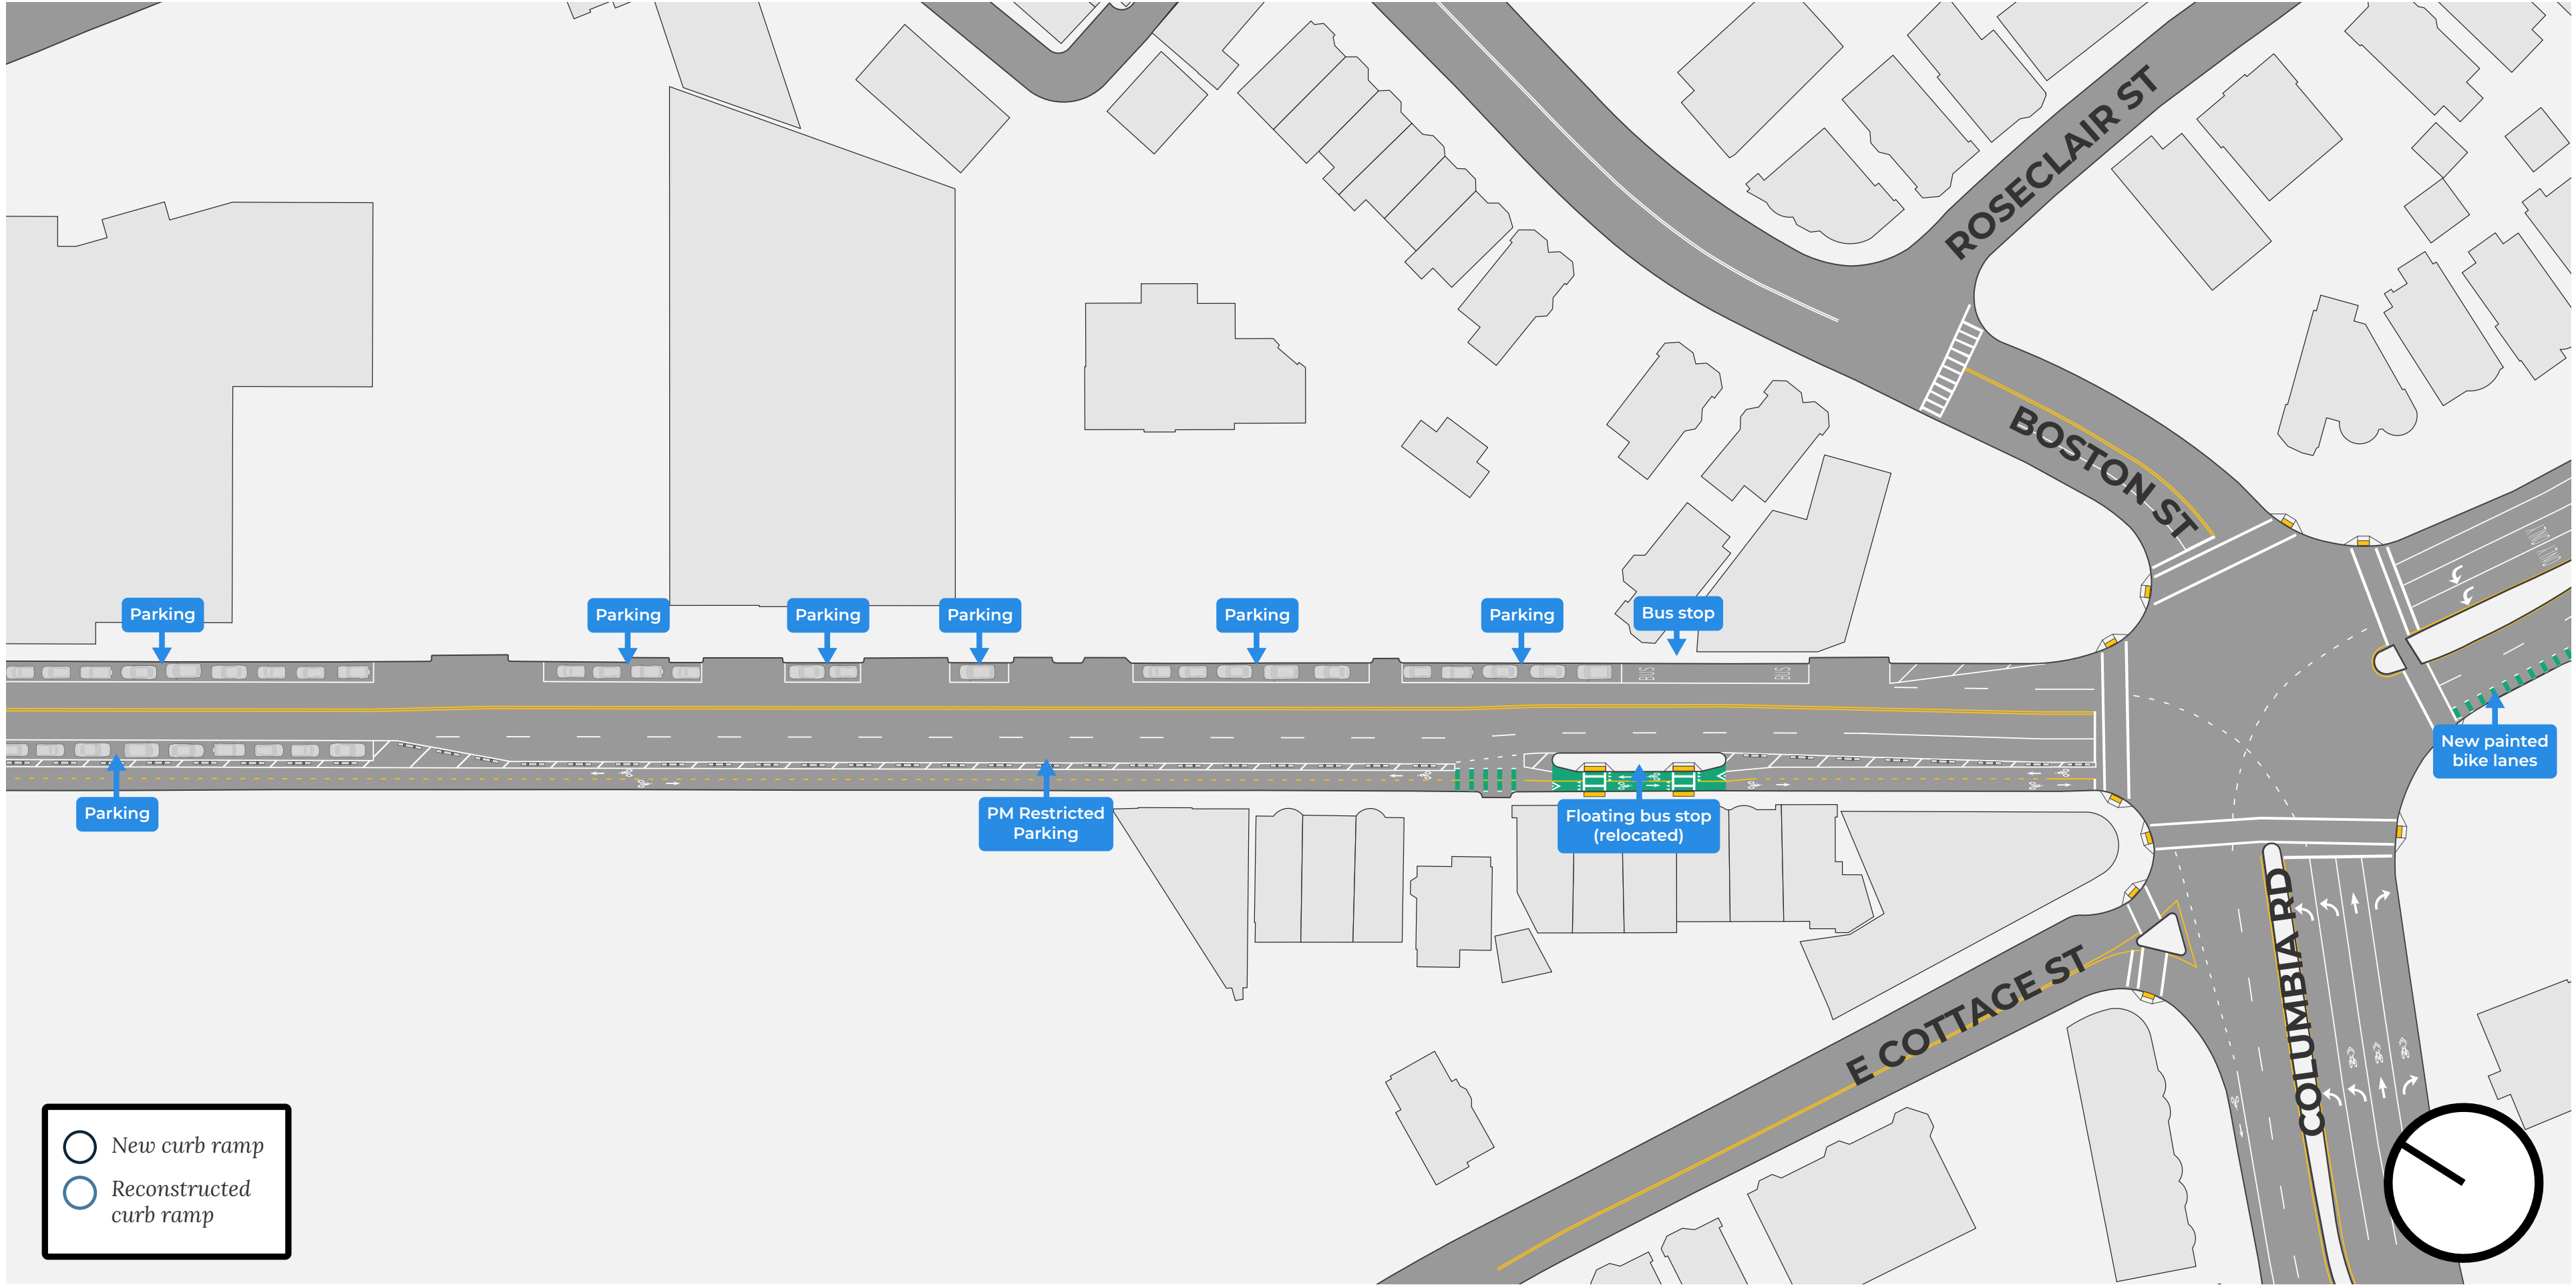 ROSECLAIR ST
BOSTON ST
Parking
Parking
Parking
Parking
Parking
Parking
Bus stop
BUS
BUS
ONLY
New painted
bike lanes
Parking
PM Restricted
Parking
Floating bus stop
(relocated)
COLUMBIA RD
E COTTAGE ST
New curb ramp
Reconstructed
curb ramp